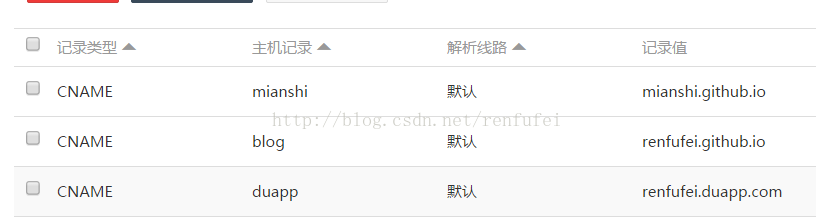 记录类型 主机记录 解析线路 记录值
CNAME mianshi 默认 mianshi.github.io
http://blog.csdn.net/renfufei
CNAME blog 默认 renfufei.github.io
CNAME duapp 默认 renfufei.duapp.com